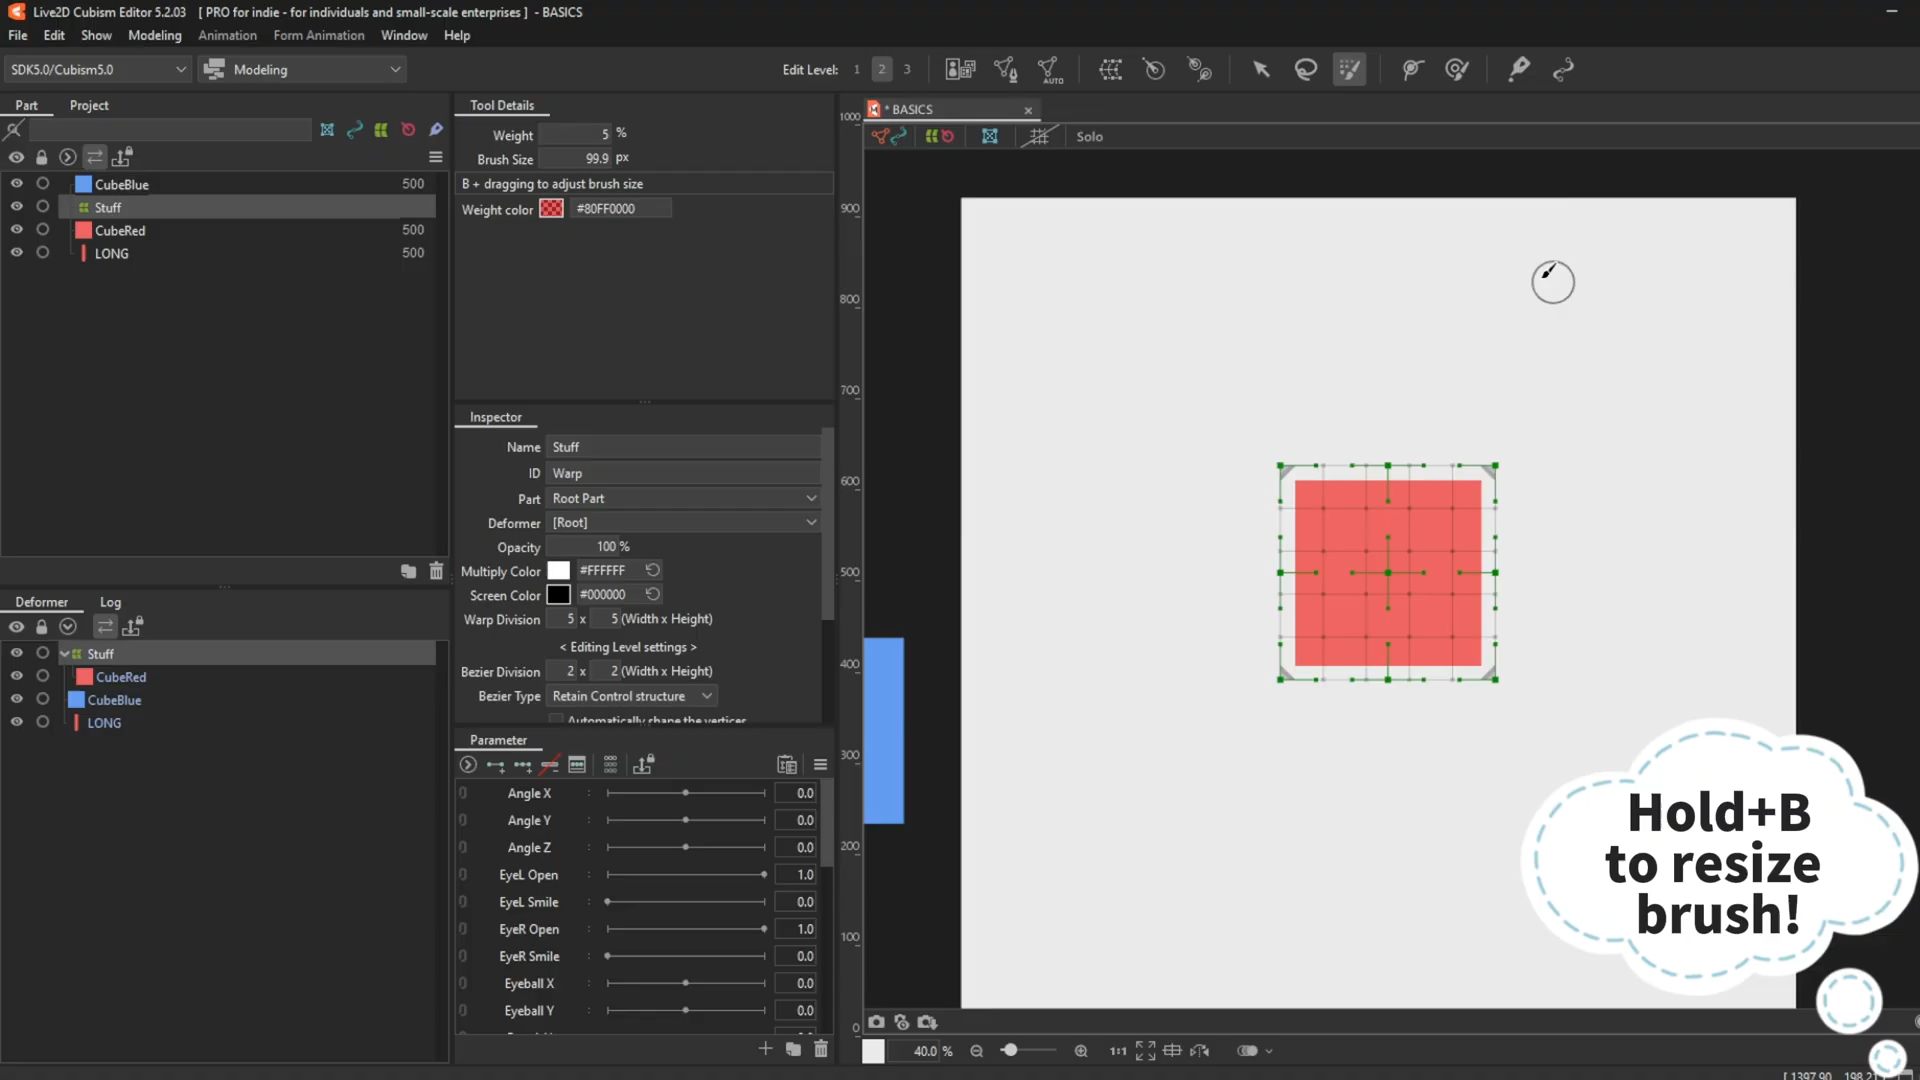 Live2D Cubism Editor 5.2.03 [ PRO for indie - for individuals and small-scale enterprises ] - BASICS
File Edit Show Modeling Animation Form Animation Window Help
SDK5.0/Cubism5.0 Modeling Edit Level: 1 2 3 AUTO
Part Project
CubeBlue 500
Stuff
CubeRed 500
LONG 500
Deformer Log
Stuff
CubeRed
CubeBlue
LONG
Tool Details
Weight 5 %
Brush Size 99.9 px
B + dragging to adjust brush size
Weight color #80FF0000
Inspector
Name Stuff
ID Warp
Part Root Part
Deformer [Root]
Opacity 100 %
Multiply Color #FFFFFF
Screen Color #000000
Warp Division 5 x 5 (Width x Height)
< Editing Level settings >
Bezier Division 2 x 2 (Width x Height)
Bezier Type Retain Control structure
Automatically shape the vertices
Parameter
Angle X : 0.0
Angle Y : 0.0
Angle Z : 0.0
EyeL Open : 1.0
EyeL Smile : 0.0
EyeR Open : 1.0
EyeR Smile : 0.0
Eyeball X : 0.0
Eyeball Y : 0.0
* BASICS
Solo
1000
900
800
700
600
500
400
300
200
100
0
Hold+B
to resize
brush!
40.0 % 1:1